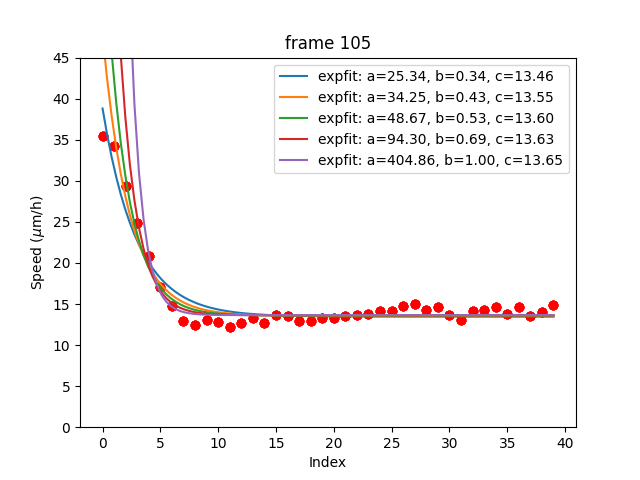 frame 105
expfit: a=25.34, b=0.34, c=13.46
expfit: a=34.25, b=0.43, c=13.55
expfit: a=48.67, b=0.53, c=13.60
expfit: a=94.30, b=0.69, c=13.63
expfit: a=404.86, b=1.00, c=13.65
Speed (μm/h)
45
40
35
30
25
20
15
10
5
0
0 5 10 15 20 25 30 35 40
Index